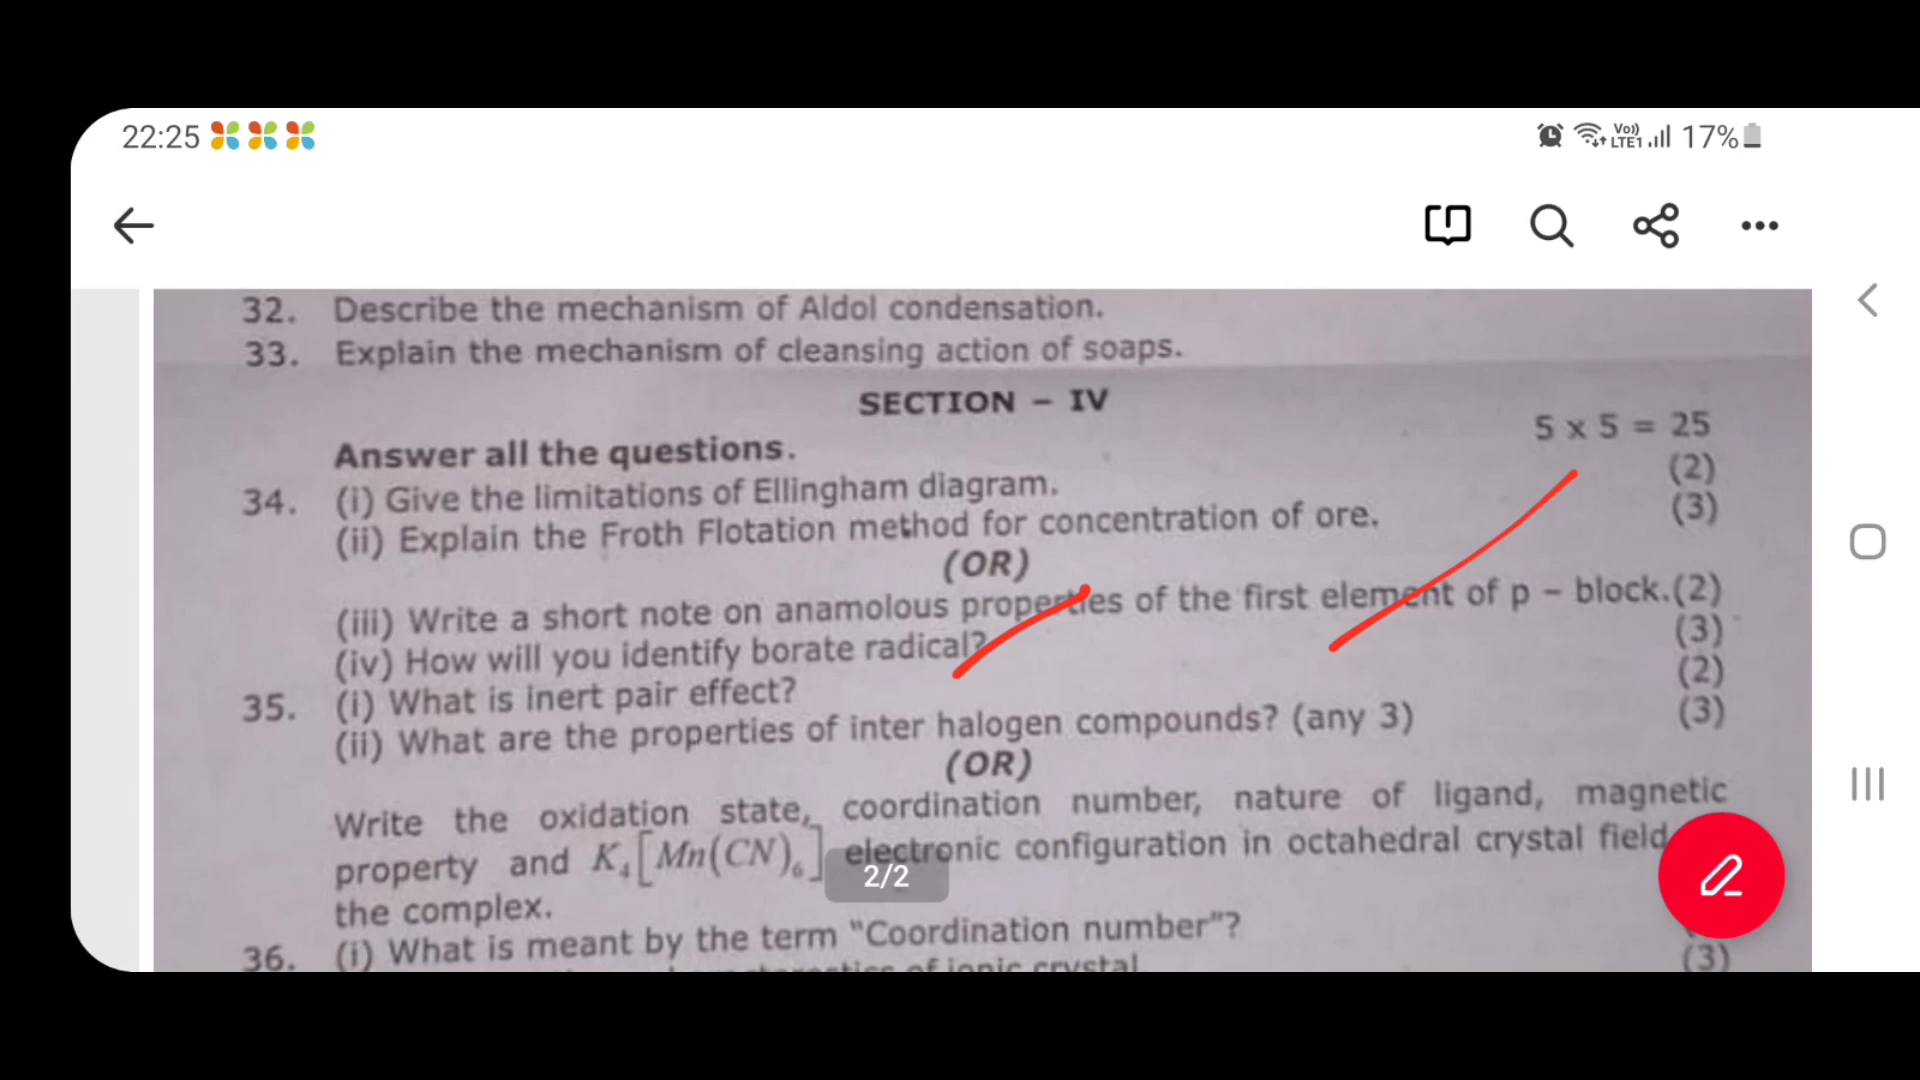 22:25
Vo))
LTE1
17%
32. Describe the mechanism of Aldol condensation.
33. Explain the mechanism of cleansing action of soaps.
SECTION – IV
5 x 5 = 25
Answer all the questions.
34. (i) Give the limitations of Ellingham diagram. (2)
(ii) Explain the Froth Flotation method for concentration of ore. (3)
(OR)
(iii) Write a short note on anamolous properties of the first element of p – block.(2)
(iv) How will you identify borate radical? (3)
35. (i) What is inert pair effect? (2)
(ii) What are the properties of inter halogen compounds? (any 3) (3)
(OR)
Write the oxidation state, coordination number, nature of ligand, magnetic
property and K₄[Mn(CN)₆] electronic configuration in octahedral crystal field
2/2
the complex.
36. (i) What is meant by the term “Coordination number”?
of ionic crystal (3)